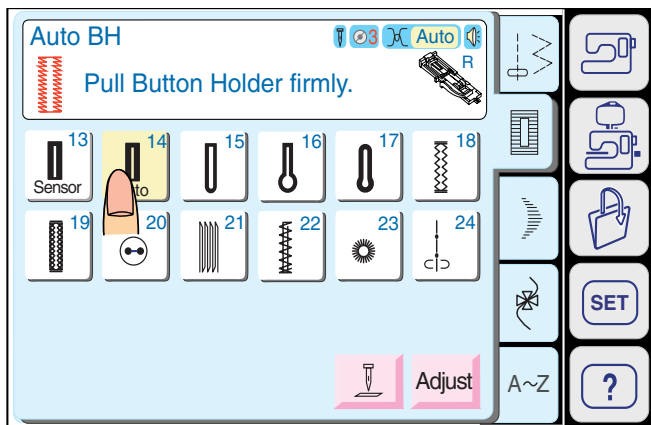 Auto BH
3
Auto
R
Pull Button Holder firmly.
13
14
15
16
17
18
Sensor
to
19
20
21
22
23
24
SET
Adjust
A~Z
?